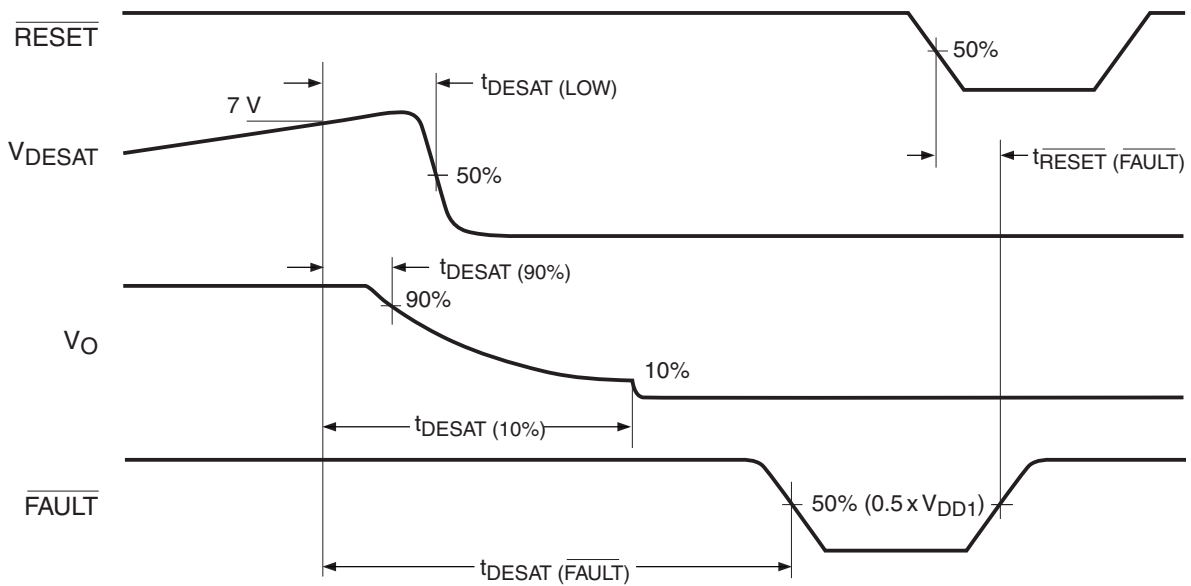 RESET
50%
tDESAT (LOW)
7 V
VDESAT
tRESET (FAULT)
50%
tDESAT (90%)
90%
VO
10%
tDESAT (10%)
FAULT
50% (0.5 x VDD1)
tDESAT (FAULT)